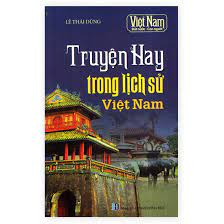 LÊ THÁI DŨNG
Việt Nam
Truyện Hay
trong lịch sử
Việt Nam